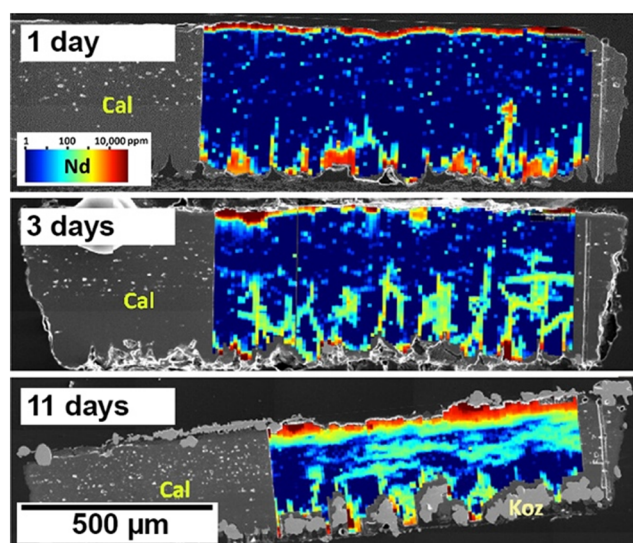 1 day
Cal
1 100 10,000 ppm
Nd
3 days
Cal
11 days
Cal
Koz
500 µm